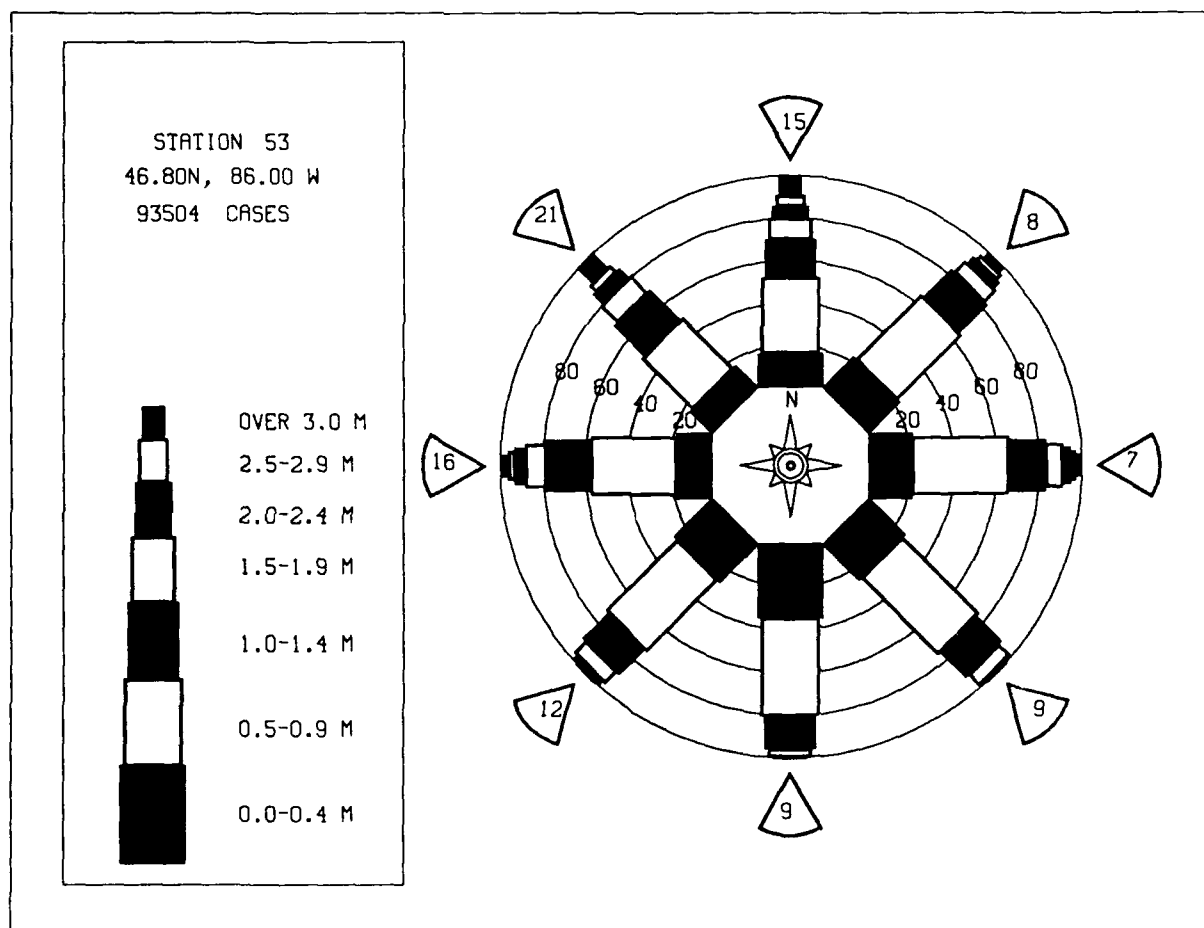 STATION 53
46.80N, 86.00 W
93504 CASES
OVER 3.0 M
2.5-2.9 M
2.0-2.4 M
1.5-1.9 M
1.0-1.4 M
0.5-0.9 M
0.0-0.4 M
15
21
8
80
60
40
20
N
20
40
60
80
16
7
12
9
9